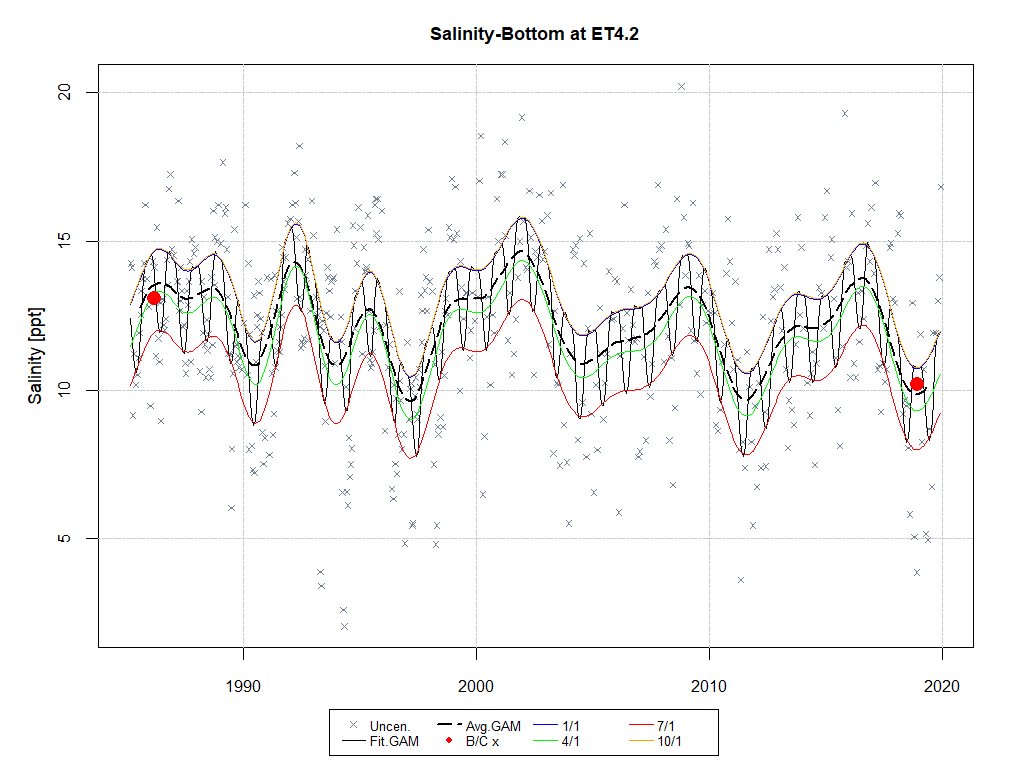 Salinity-Bottom at ET4.2
Salinity [ppt]
20
15
10
5
1990 2000 2010 2020
Uncen. Avg.GAM 1/1 7/1
Fit.GAM B/C x 4/1 10/1